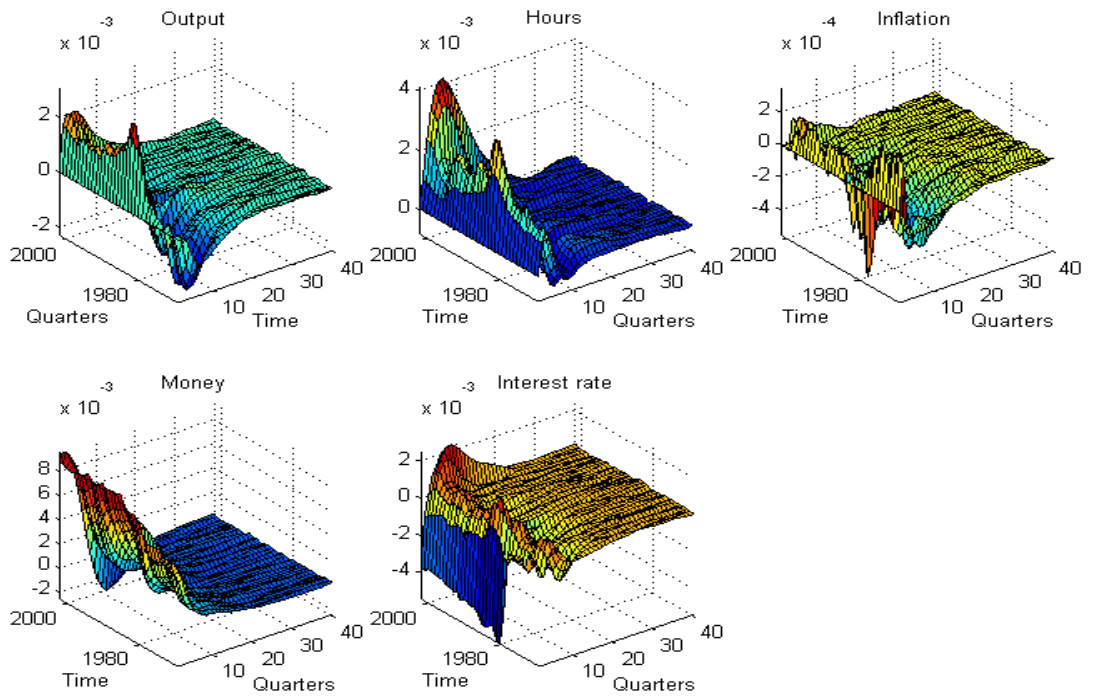 Output
x 10 -3
2
0
-2
2000
1980
Quarters
10
20
30
40
Time
Hours
x 10 -3
4
2
0
2000
1980
Time
10
20
30
40
Quarters
Inflation
x 10 -4
2
0
-2
-4
2000
1980
Time
10
20
30
40
Quarters
Money
x 10 -3
8
6
4
2
0
-2
2000
1980
Time
10
20
30
40
Quarters
Interest rate
x 10 -3
2
0
-2
-4
2000
1980
Time
10
20
30
40
Quarters